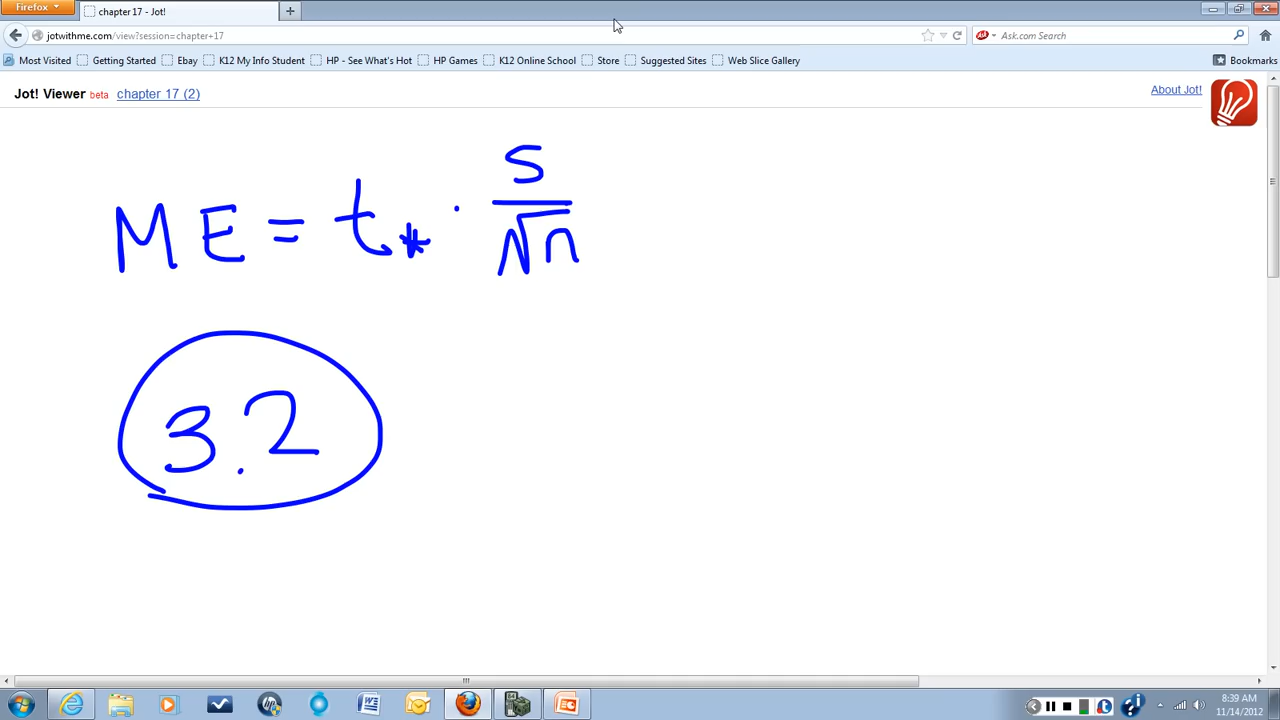 Firefox
chapter 17 - Jot!
jotwithme.com/view?session=chapter+17
Ask.com Search
Most Visited Getting Started Ebay K12 My Info Student HP - See What's Hot HP Games K12 Online School Store Suggested Sites Web Slice Gallery Bookmarks
Jot! Viewer beta chapter 17 (2) About Jot!
ME = t* · s/√n
3.2
8:39 AM
11/14/2012